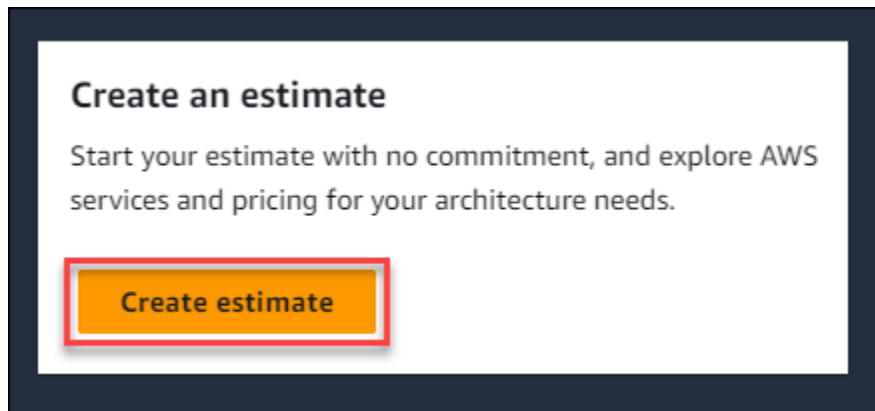 Create an estimate
Start your estimate with no commitment, and explore AWS
services and pricing for your architecture needs.
Create estimate